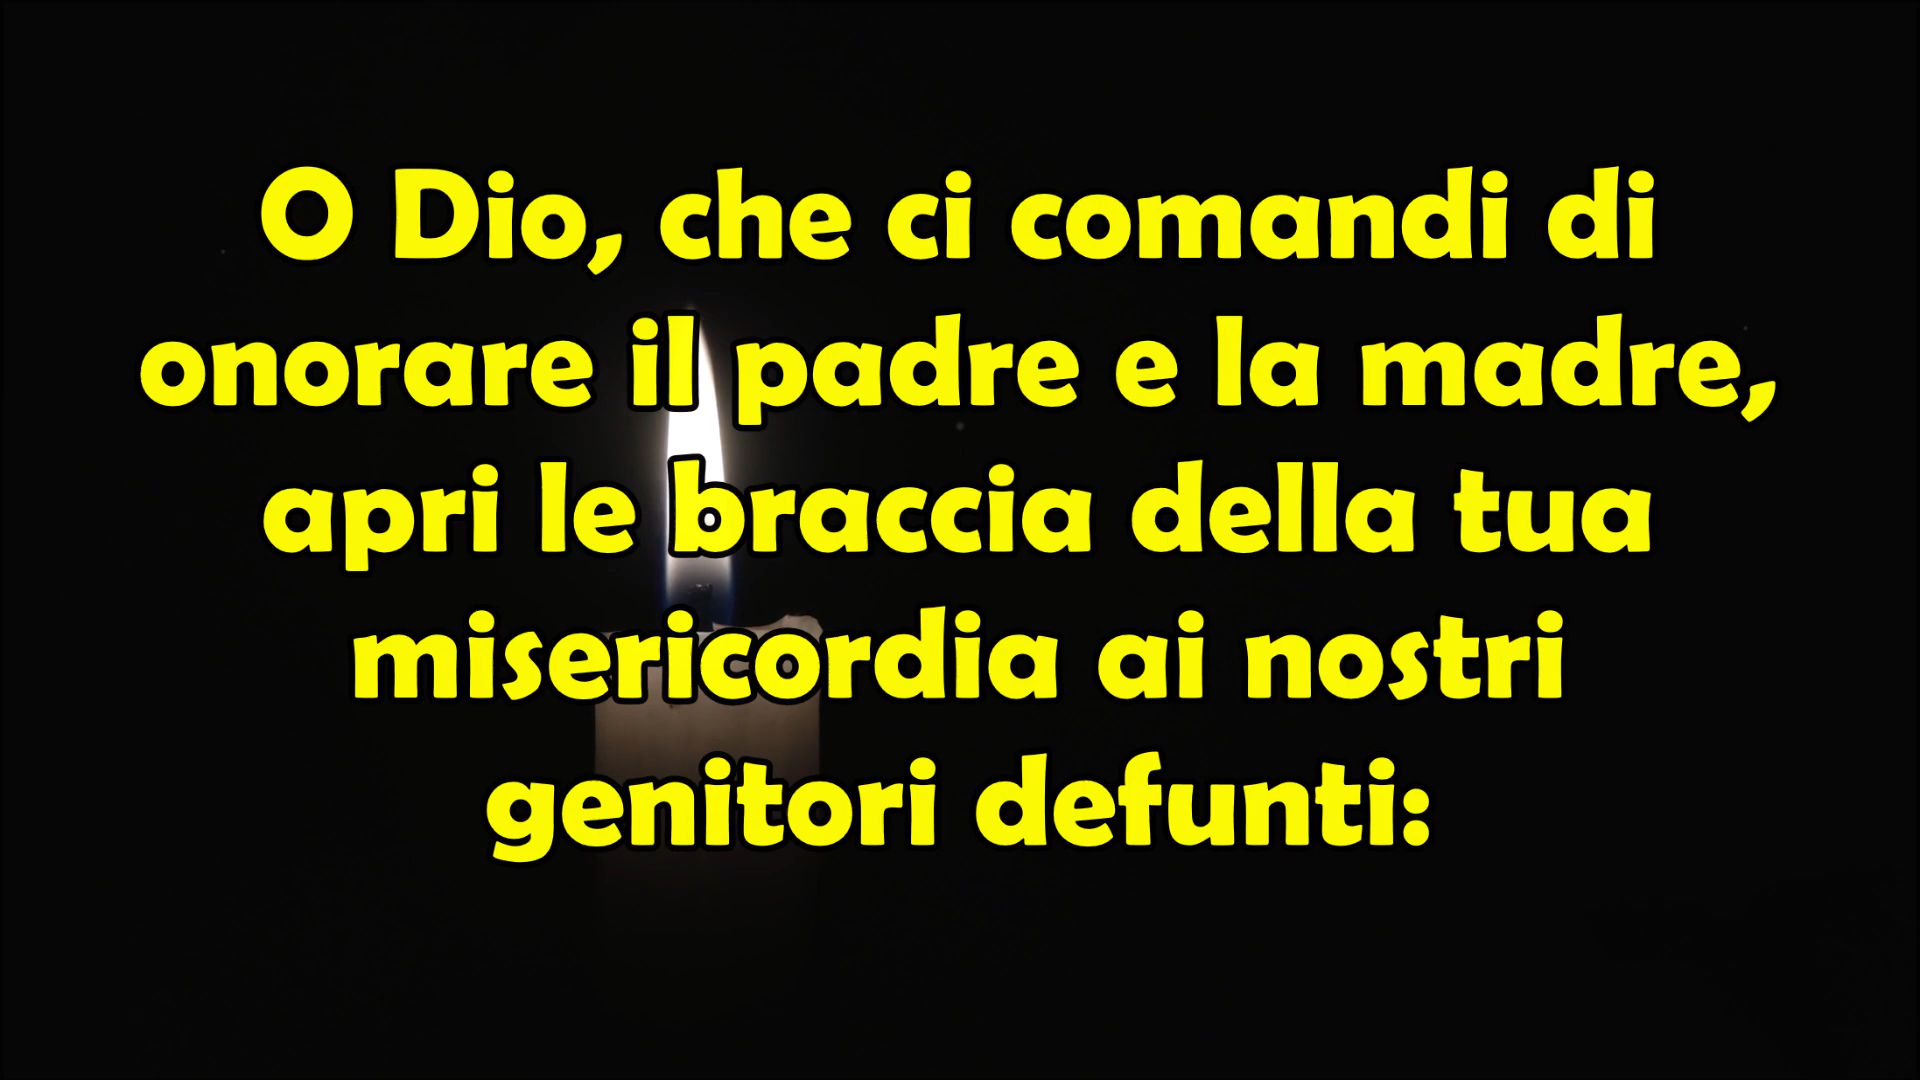 O Dio, che ci comandi di
onorare il padre e la madre,
apri le braccia della tua
misericordia ai nostri
genitori defunti: